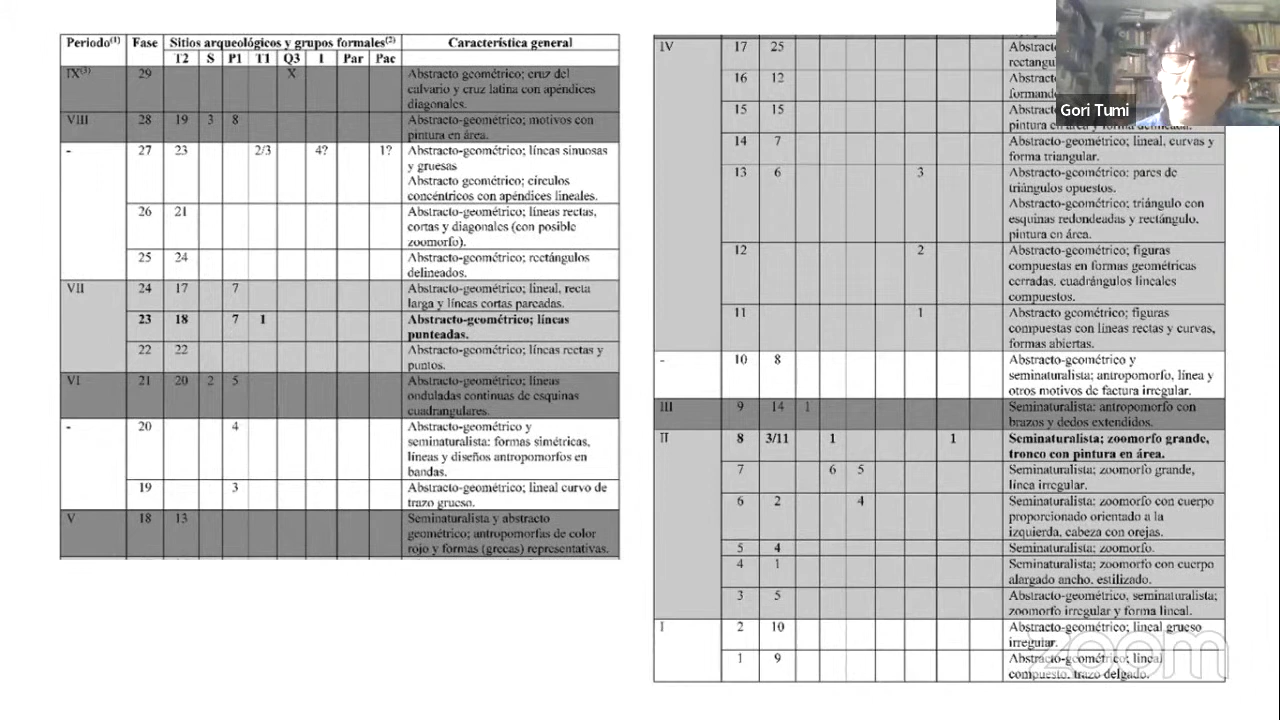 Periodo(1) Fase Sitios arqueológicos y grupos formales(2) Característica general
T2 S P1 T1 Q3 I Par Pac
IX(3) 29 X Abstracto geométrico; cruz del
calvario y cruz latina con apéndices
diagonales.
VIII 28 19 3 8 Abstracto-geométrico; motivos con
pintura en área.
- 27 23 2/3 4? 1? Abstracto-geométrico; líneas sinuosas
y gruesas
Abstracto geométrico; círculos
concéntricos con apéndices lineales.
26 21 Abstracto-geométrico; líneas rectas,
cortas y diagonales (con posible
zoomorfo).
25 24 Abstracto-geométrico; rectángulos
delineados.
VII 24 17 7 Abstracto-geométrico; lineal, recta
larga y líneas cortas pareadas.
23 18 7 1 Abstracto-geométrico; líneas
punteadas.
22 22 Abstracto-geométrico; líneas rectas y
puntos.
VI 21 20 2 5 Abstracto-geométrico; líneas
onduladas continuas de esquinas
cuadrangulares.
- 20 4 Abstracto-geométrico y
seminaturalista: formas simétricas,
líneas y diseños antropomorfos en
bandas.
19 3 Abstracto-geométrico; lineal curvo de
trazo grueso.
V 18 13 Seminaturalista y abstracto
geométrico; antropomorfas de color
rojo y formas (grecas) representativas.
IV 17 25
16 12
formand
15 15
pintura en área y forma delineada.
14 7 Abstracto-geométrico; lineal, curvas y
forma triangular.
13 6 3 Abstracto-geométrico: pares de
triángulos opuestos.
Abstracto-geométrico; triángulo con
esquinas redondeadas y rectángulo,
pintura en área.
12 2 Abstracto-geométrico; figuras
compuestas en formas geométricas
cerradas, cuadrángulos lineales
compuestos.
11 1 Abstracto geométrico; figuras
compuestas con líneas rectas y curvas,
formas abiertas.
- 10 8 Abstracto-geométrico y
seminaturalista; antropomorfo, línea y
otros motivos de factura irregular.
III 9 14 1 Seminaturalista: antropomorfo con
brazos y dedos extendidos.
II 8 3/11 1 1 Seminaturalista; zoomorfo grande,
tronco con pintura en área.
7 6 5 Seminaturalista; zoomorfo grande,
línea irregular.
6 2 4 Seminaturalista: zoomorfo con cuerpo
proporcionado orientado a la
izquierda, cabeza con orejas.
5 4 Seminaturalista; zoomorfo.
4 1 Seminaturalista; zoomorfo con cuerpo
alargado ancho, estilizado.
3 5 Abstracto-geométrico, seminaturalista;
zoomorfo irregular y forma lineal.
I 2 10 Abstracto-geométrico; lineal grueso
irregular.
1 9 Abstracto-geométrico; lineal
compuesto, trazo delgado.
Gori Tumi
zoom